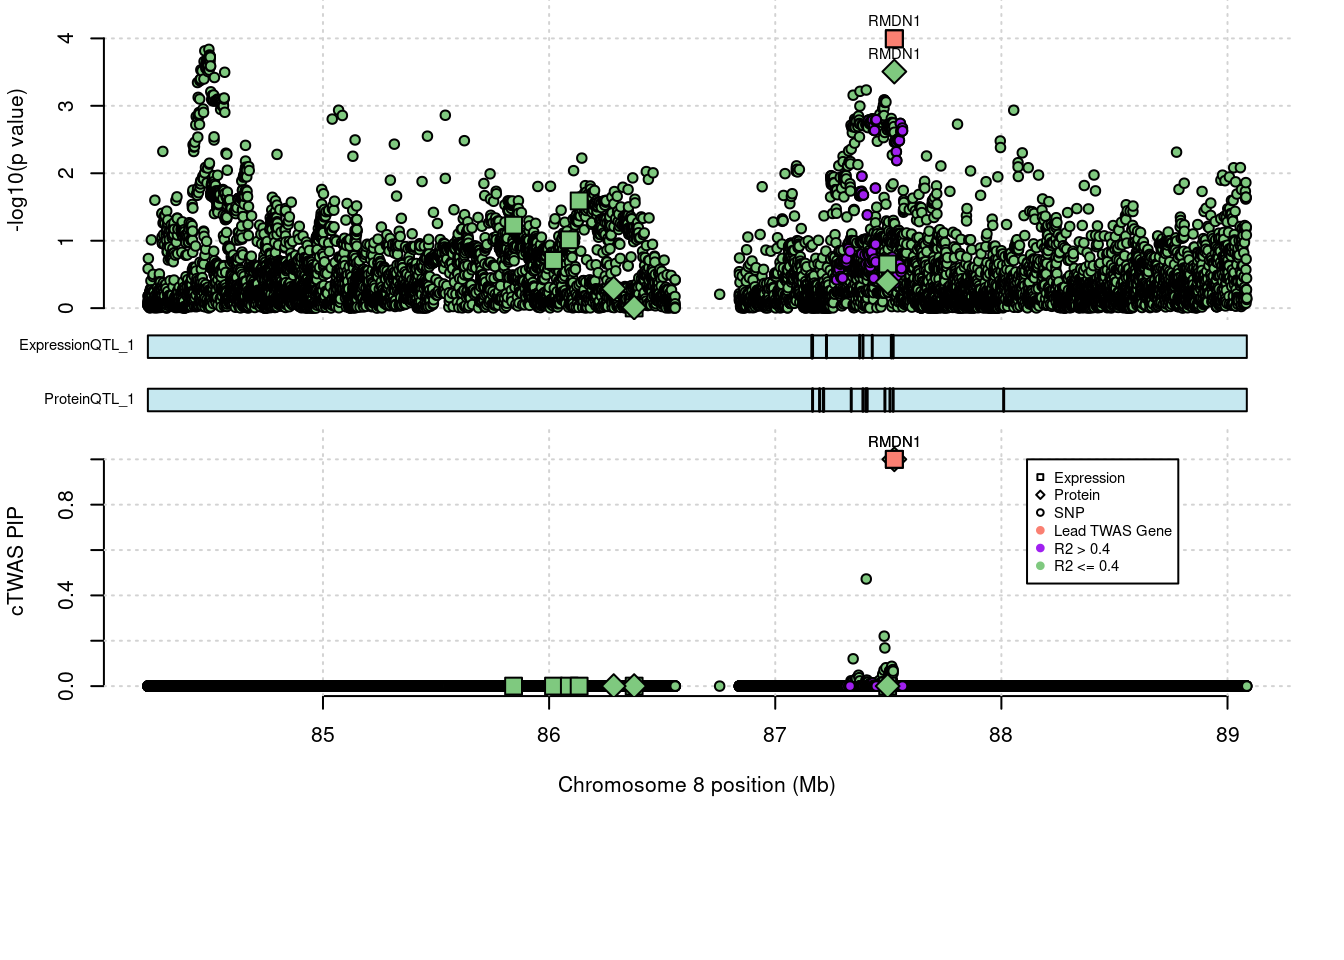 RMDN1
RMDN1
-log10(p value)
4
3
2
1
0
ExpressionQTL_1
ProteinQTL_1
RMDN1
cTWAS PIP
0.8
0.4
0.0
Expression
Protein
SNP
Lead TWAS Gene
R2 > 0.4
R2 <= 0.4
85 86 87 88 89
Chromosome 8 position (Mb)